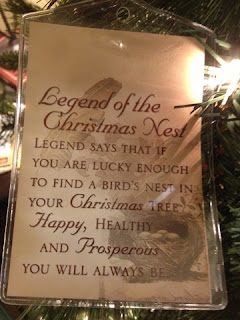 Legend of the
Christmas Nest
LEGEND SAYS THAT IF
YOU ARE LUCKY ENOUGH
TO FIND A BIRD'S NEST IN
YOUR Christmas TREE,
Happy, HEALTHY
AND Prosperous
YOU WILL ALWAYS BE...